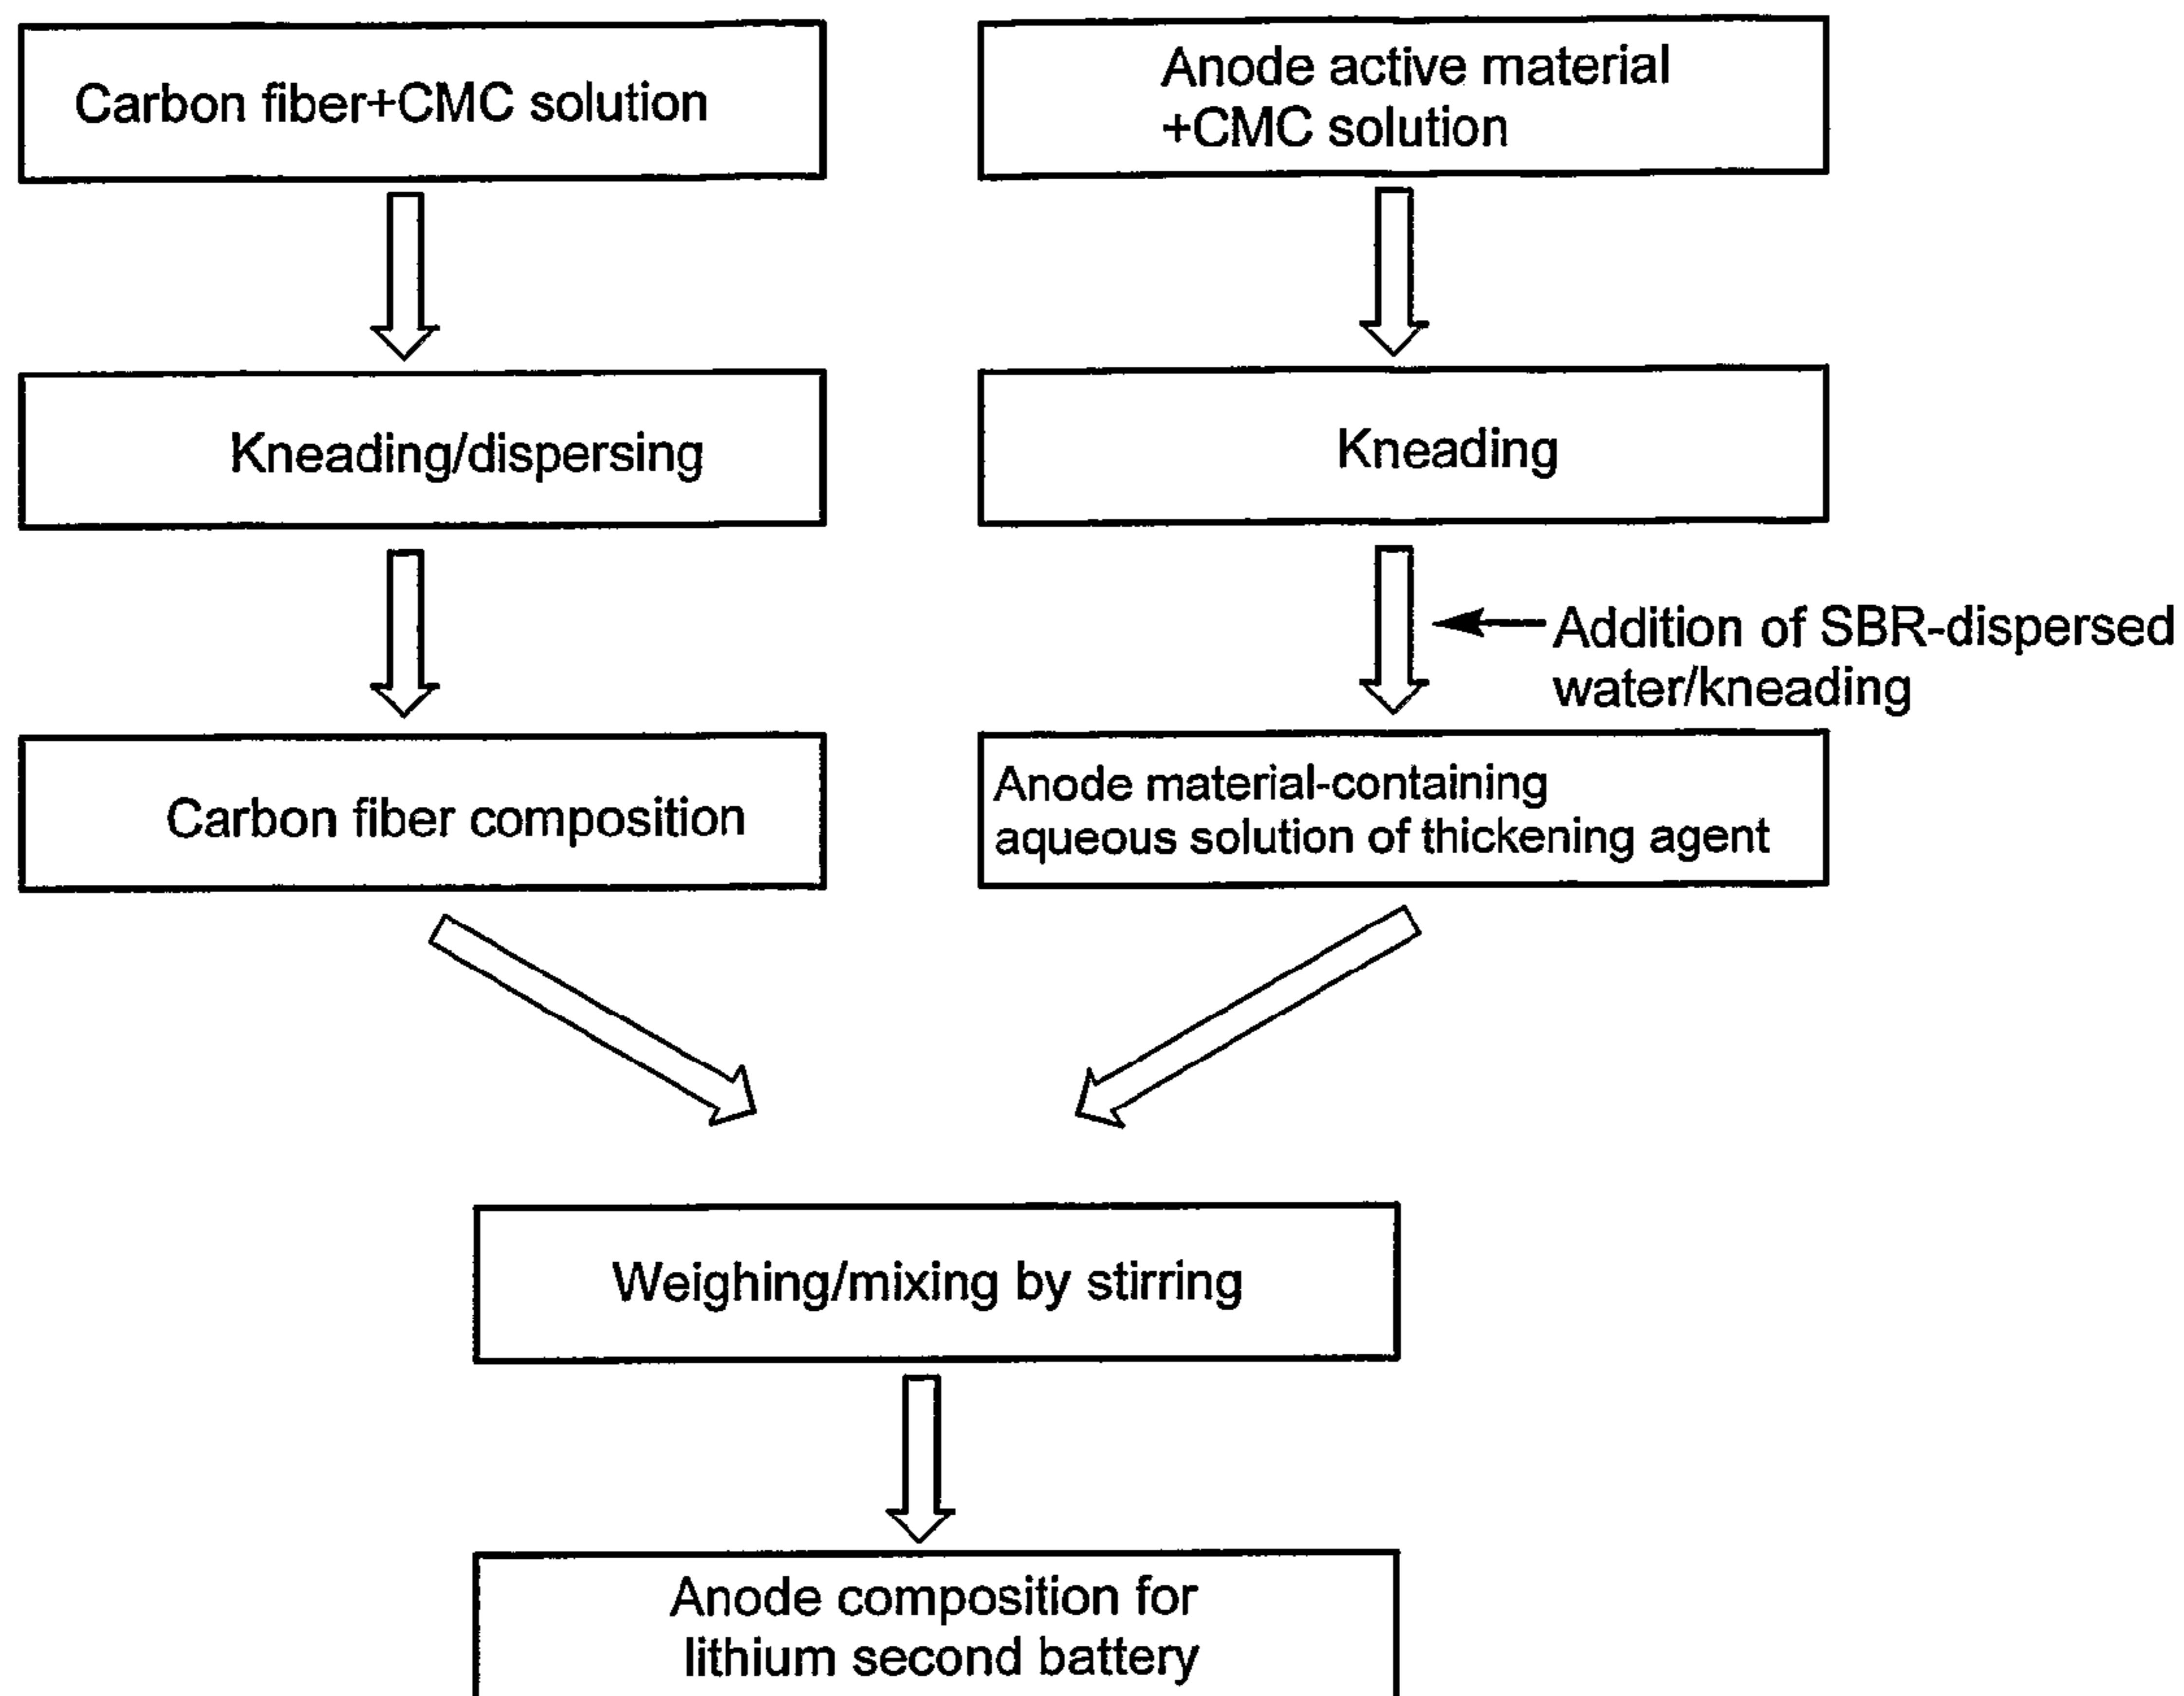 Carbon fiber+CMC solution
Anode active material
+CMC solution
Kneading/dispersing
Kneading
Addition of SBR-dispersed
water/kneading
Carbon fiber composition
Anode material-containing
aqueous solution of thickening agent
Weighing/mixing by stirring
Anode composition for
lithium second battery